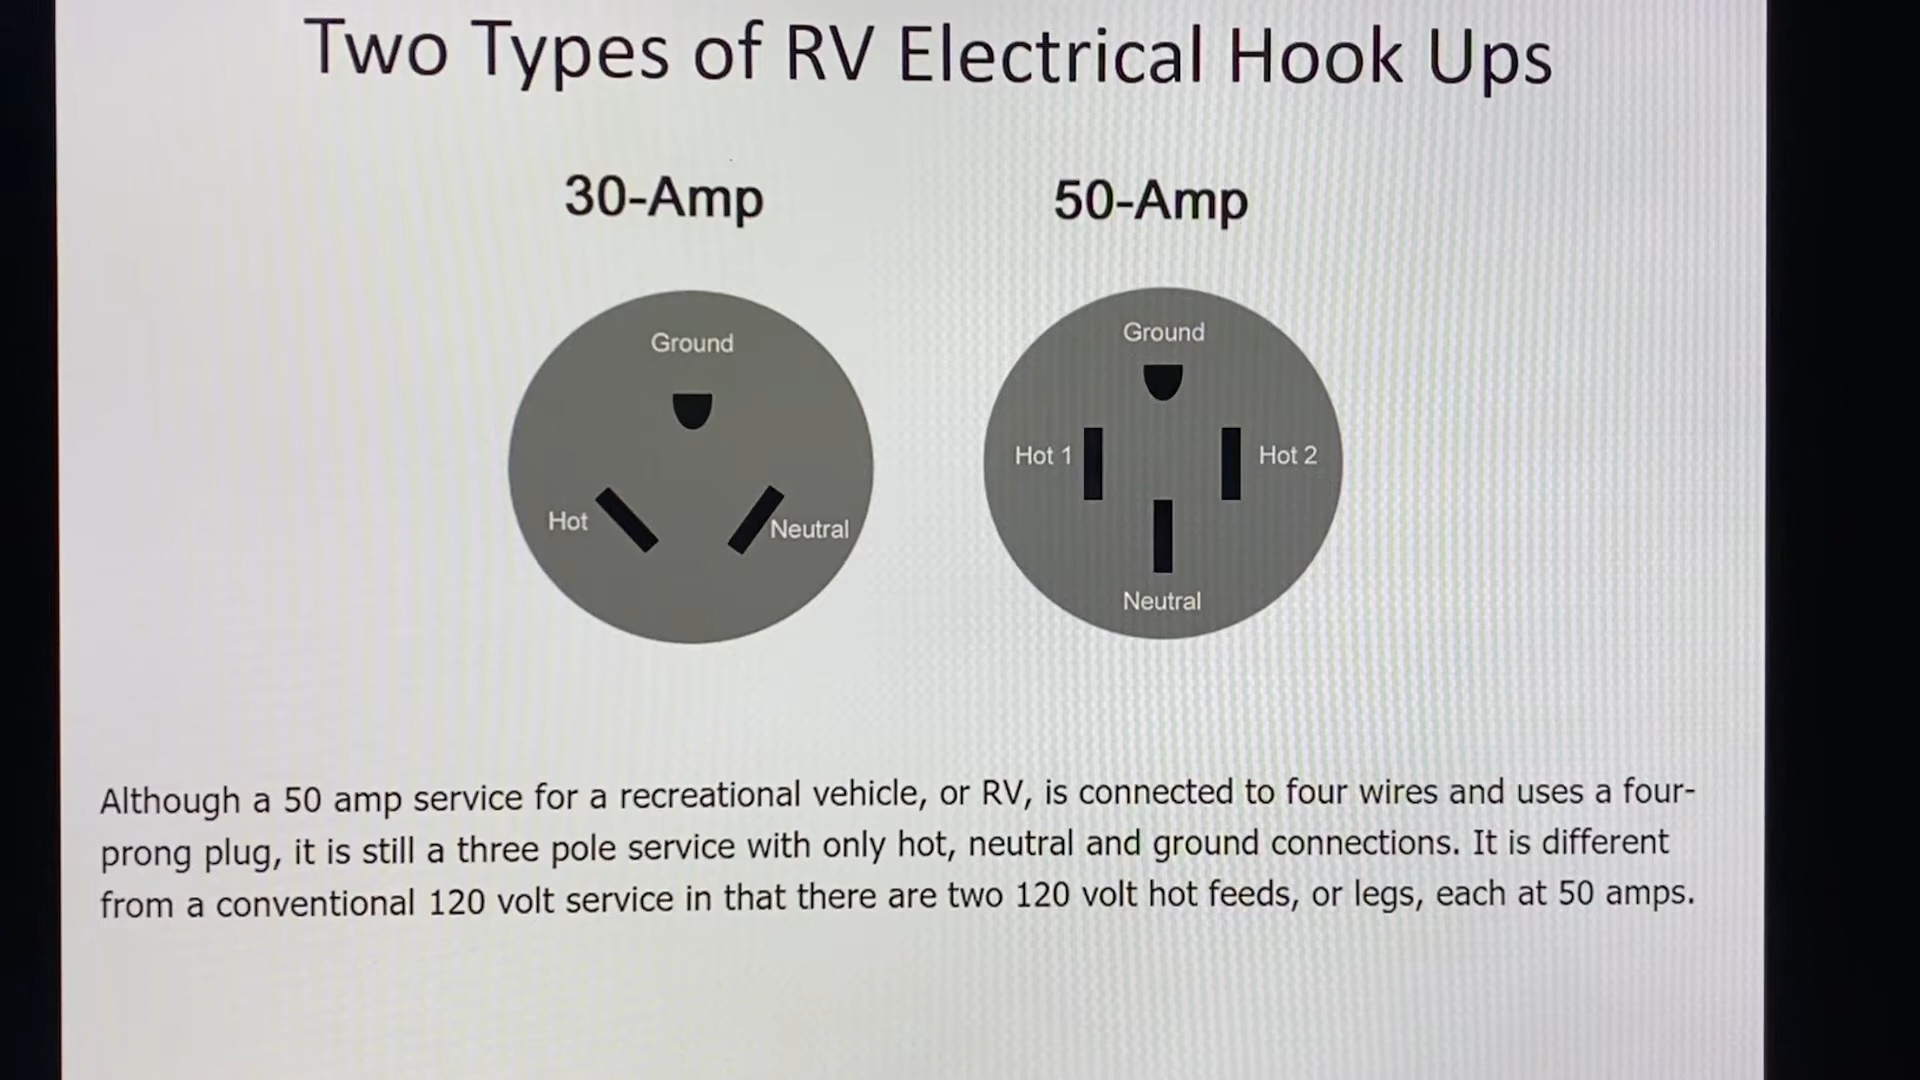 Two Types of RV Electrical Hook Ups
30-Amp
50-Amp
Ground
Hot
Neutral
Ground
Hot 1
Hot 2
Neutral
Although a 50 amp service for a recreational vehicle, or RV, is connected to four wires and uses a four-
prong plug, it is still a three pole service with only hot, neutral and ground connections. It is different
from a conventional 120 volt service in that there are two 120 volt hot feeds, or legs, each at 50 amps.